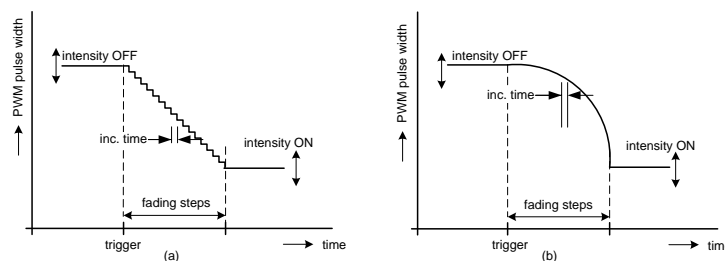 PWM pulse width
intensity OFF
inc. time
intensity ON
fading steps
trigger
time
(a)
PWM pulse width
intensity OFF
inc. time
intensity ON
fading steps
trigger
tim
(b)